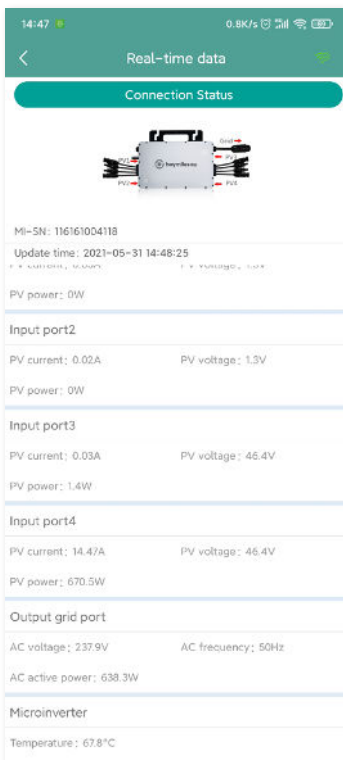 14:47
0.8K/s
Real-time data
Connection Status
Grid
PV1
PV3
hoymiles
PV2
PV4
MI-SN: 116161004118
Update time: 2021-05-31 14:48:25
PV power: 0W
Input port2
PV current: 0.02A PV voltage: 1.3V
PV power: 0W
Input port3
PV current: 0.03A PV voltage: 46.4V
PV power: 1.4W
Input port4
PV current: 14.47A PV voltage: 46.4V
PV power: 670.5W
Output grid port
AC voltage: 237.9V AC frequency: 50Hz
AC active power: 638.3W
Microinverter
Temperature: 67.8°C